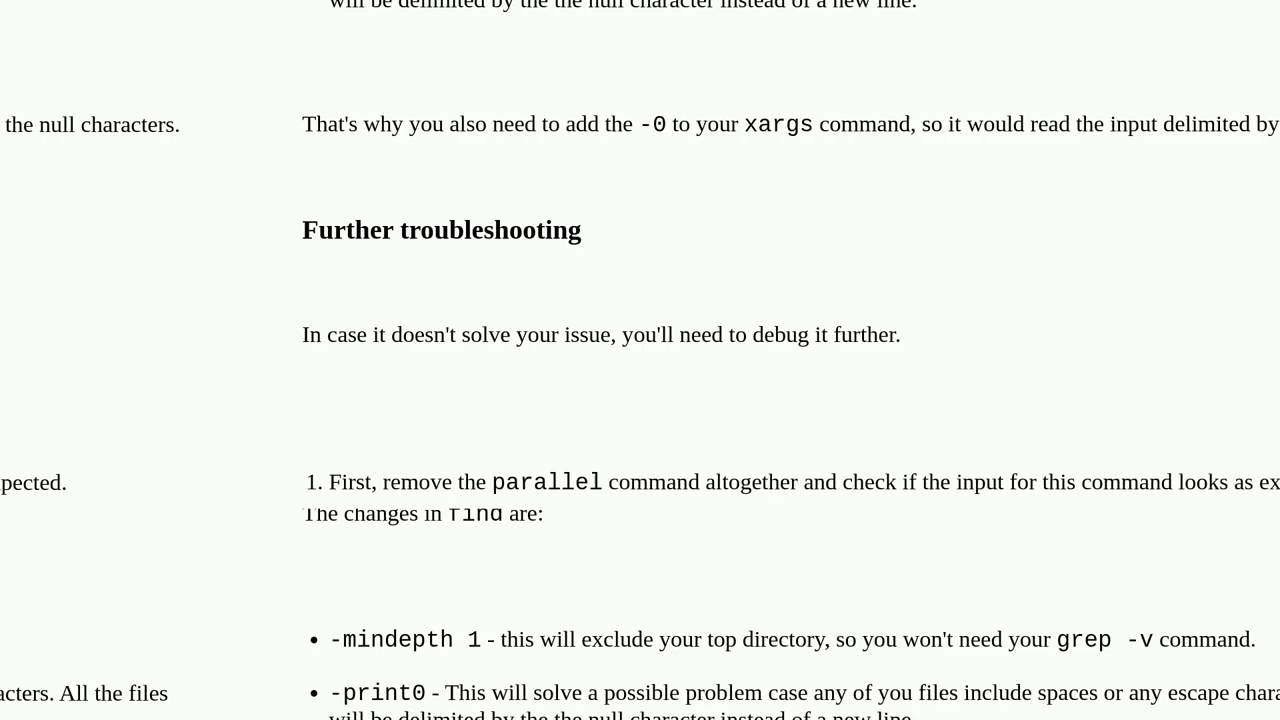 will be delimited by the the null character instead of a new line.
the null characters.
That's why you also need to add the -0 to your xargs command, so it would read the input delimited by
Further troubleshooting
In case it doesn't solve your issue, you'll need to debug it further.
pected.
1. First, remove the parallel command altogether and check if the input for this command looks as ex
The changes in find are:
• -mindepth 1 - this will exclude your top directory, so you won't need your grep -v command.
acters. All the files
• -print0 - This will solve a possible problem case any of you files include spaces or any escape chara
will be delimited by the the null character instead of a new line.